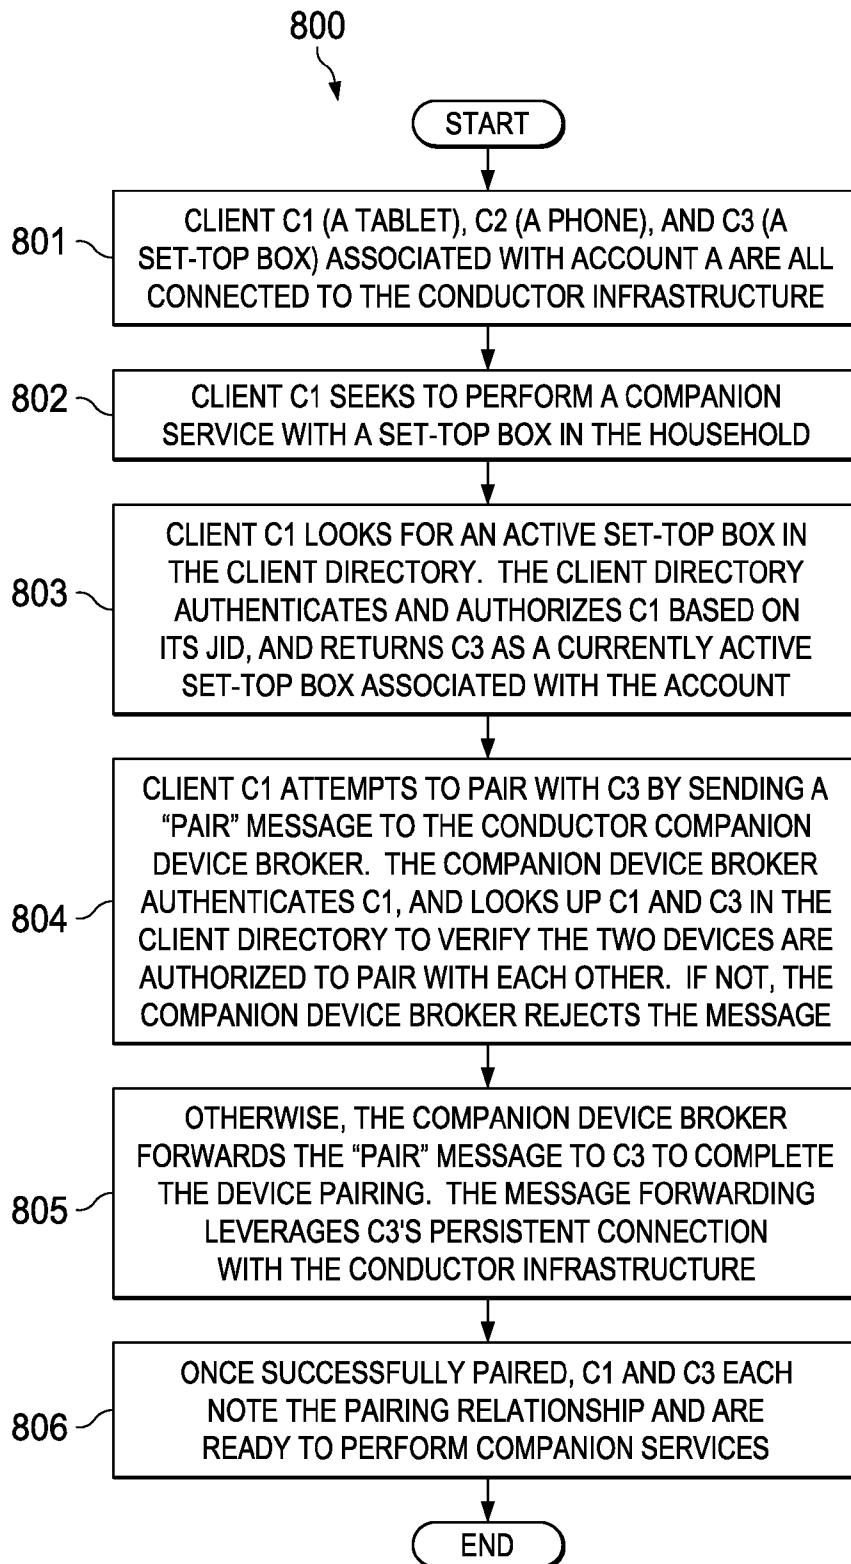 800
START
801
CLIENT C1 (A TABLET), C2 (A PHONE), AND C3 (A
SET-TOP BOX) ASSOCIATED WITH ACCOUNT A ARE ALL
CONNECTED TO THE CONDUCTOR INFRASTRUCTURE
802
CLIENT C1 SEEKS TO PERFORM A COMPANION
SERVICE WITH A SET-TOP BOX IN THE HOUSEHOLD
803
CLIENT C1 LOOKS FOR AN ACTIVE SET-TOP BOX IN
THE CLIENT DIRECTORY. THE CLIENT DIRECTORY
AUTHENTICATES AND AUTHORIZES C1 BASED ON
ITS JID, AND RETURNS C3 AS A CURRENTLY ACTIVE
SET-TOP BOX ASSOCIATED WITH THE ACCOUNT
804
CLIENT C1 ATTEMPTS TO PAIR WITH C3 BY SENDING A
“PAIR” MESSAGE TO THE CONDUCTOR COMPANION
DEVICE BROKER. THE COMPANION DEVICE BROKER
AUTHENTICATES C1, AND LOOKS UP C1 AND C3 IN THE
CLIENT DIRECTORY TO VERIFY THE TWO DEVICES ARE
AUTHORIZED TO PAIR WITH EACH OTHER. IF NOT, THE
COMPANION DEVICE BROKER REJECTS THE MESSAGE
805
OTHERWISE, THE COMPANION DEVICE BROKER
FORWARDS THE “PAIR” MESSAGE TO C3 TO COMPLETE
THE DEVICE PAIRING. THE MESSAGE FORWARDING
LEVERAGES C3'S PERSISTENT CONNECTION
WITH THE CONDUCTOR INFRASTRUCTURE
806
ONCE SUCCESSFULLY PAIRED, C1 AND C3 EACH
NOTE THE PAIRING RELATIONSHIP AND ARE
READY TO PERFORM COMPANION SERVICES
END